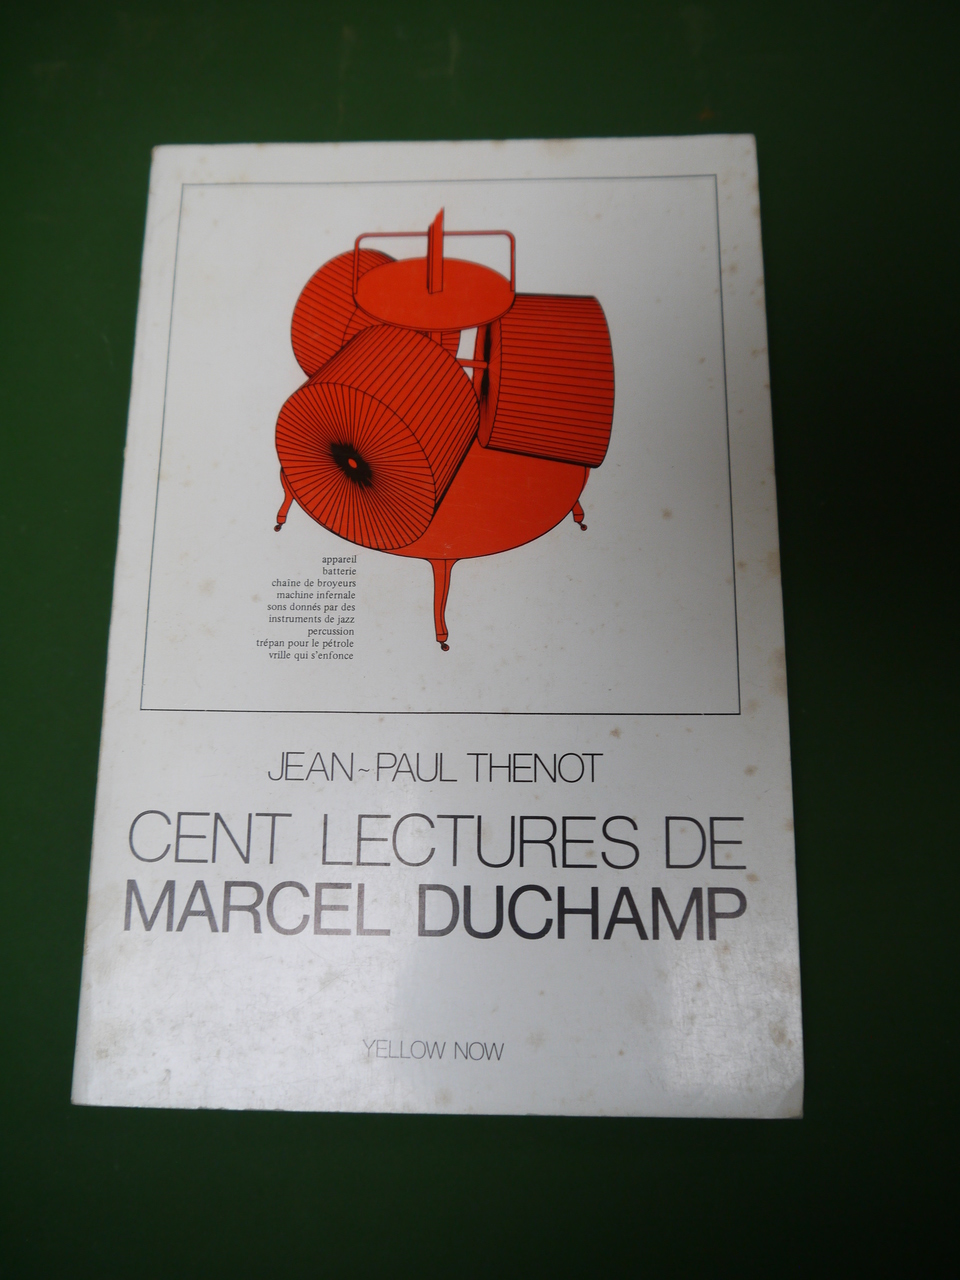 appareil
batterie
chaîne de broyeurs
machine infernale
sons donnés par des
instruments de jazz
percussion
trépan pour le pétrole
vrille qui s'enfonce
JEAN~PAUL THENOT
CENT LECTURES DE
MARCEL DUCHAMP
YELLOW NOW